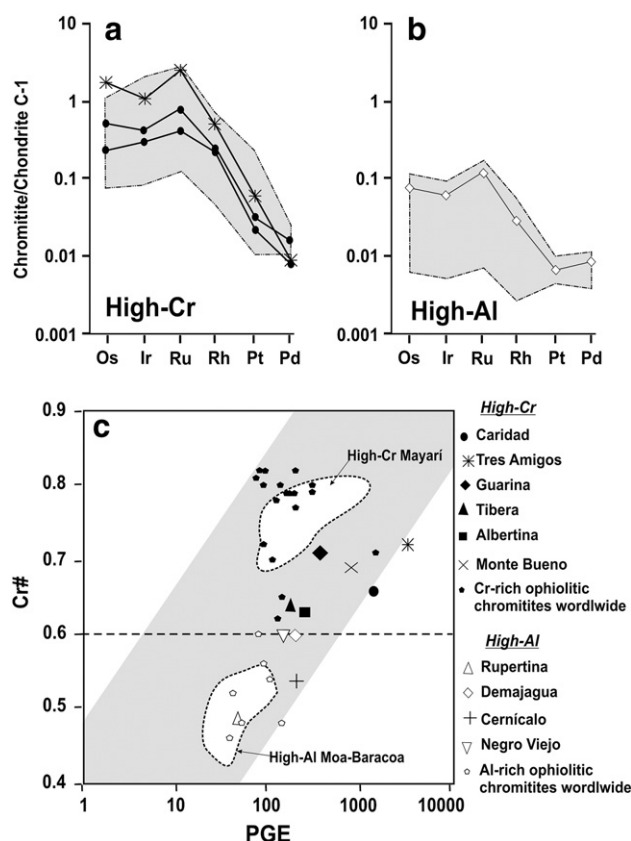 a
b
Chromitite/Chondrite C-1
10
1
0.1
0.01
0.001
High-Cr
Os Ir Ru Rh Pt Pd
10
1
0.1
0.01
0.001
High-Al
Os Ir Ru Rh Pt Pd
c
Cr#
0.9
0.8
0.7
0.6
0.5
0.4
High-Cr Mayarí
High-Al Moa-Baracoa
1 10 100 1000 10000
PGE
High-Cr
Caridad
Tres Amigos
Guarina
Tibera
Albertina
Monte Bueno
Cr-rich ophiolitic
chromitites wordlwide
High-Al
Rupertina
Demajagua
Cernícalo
Negro Viejo
Al-rich ophiolitic
chromitites wordlwide